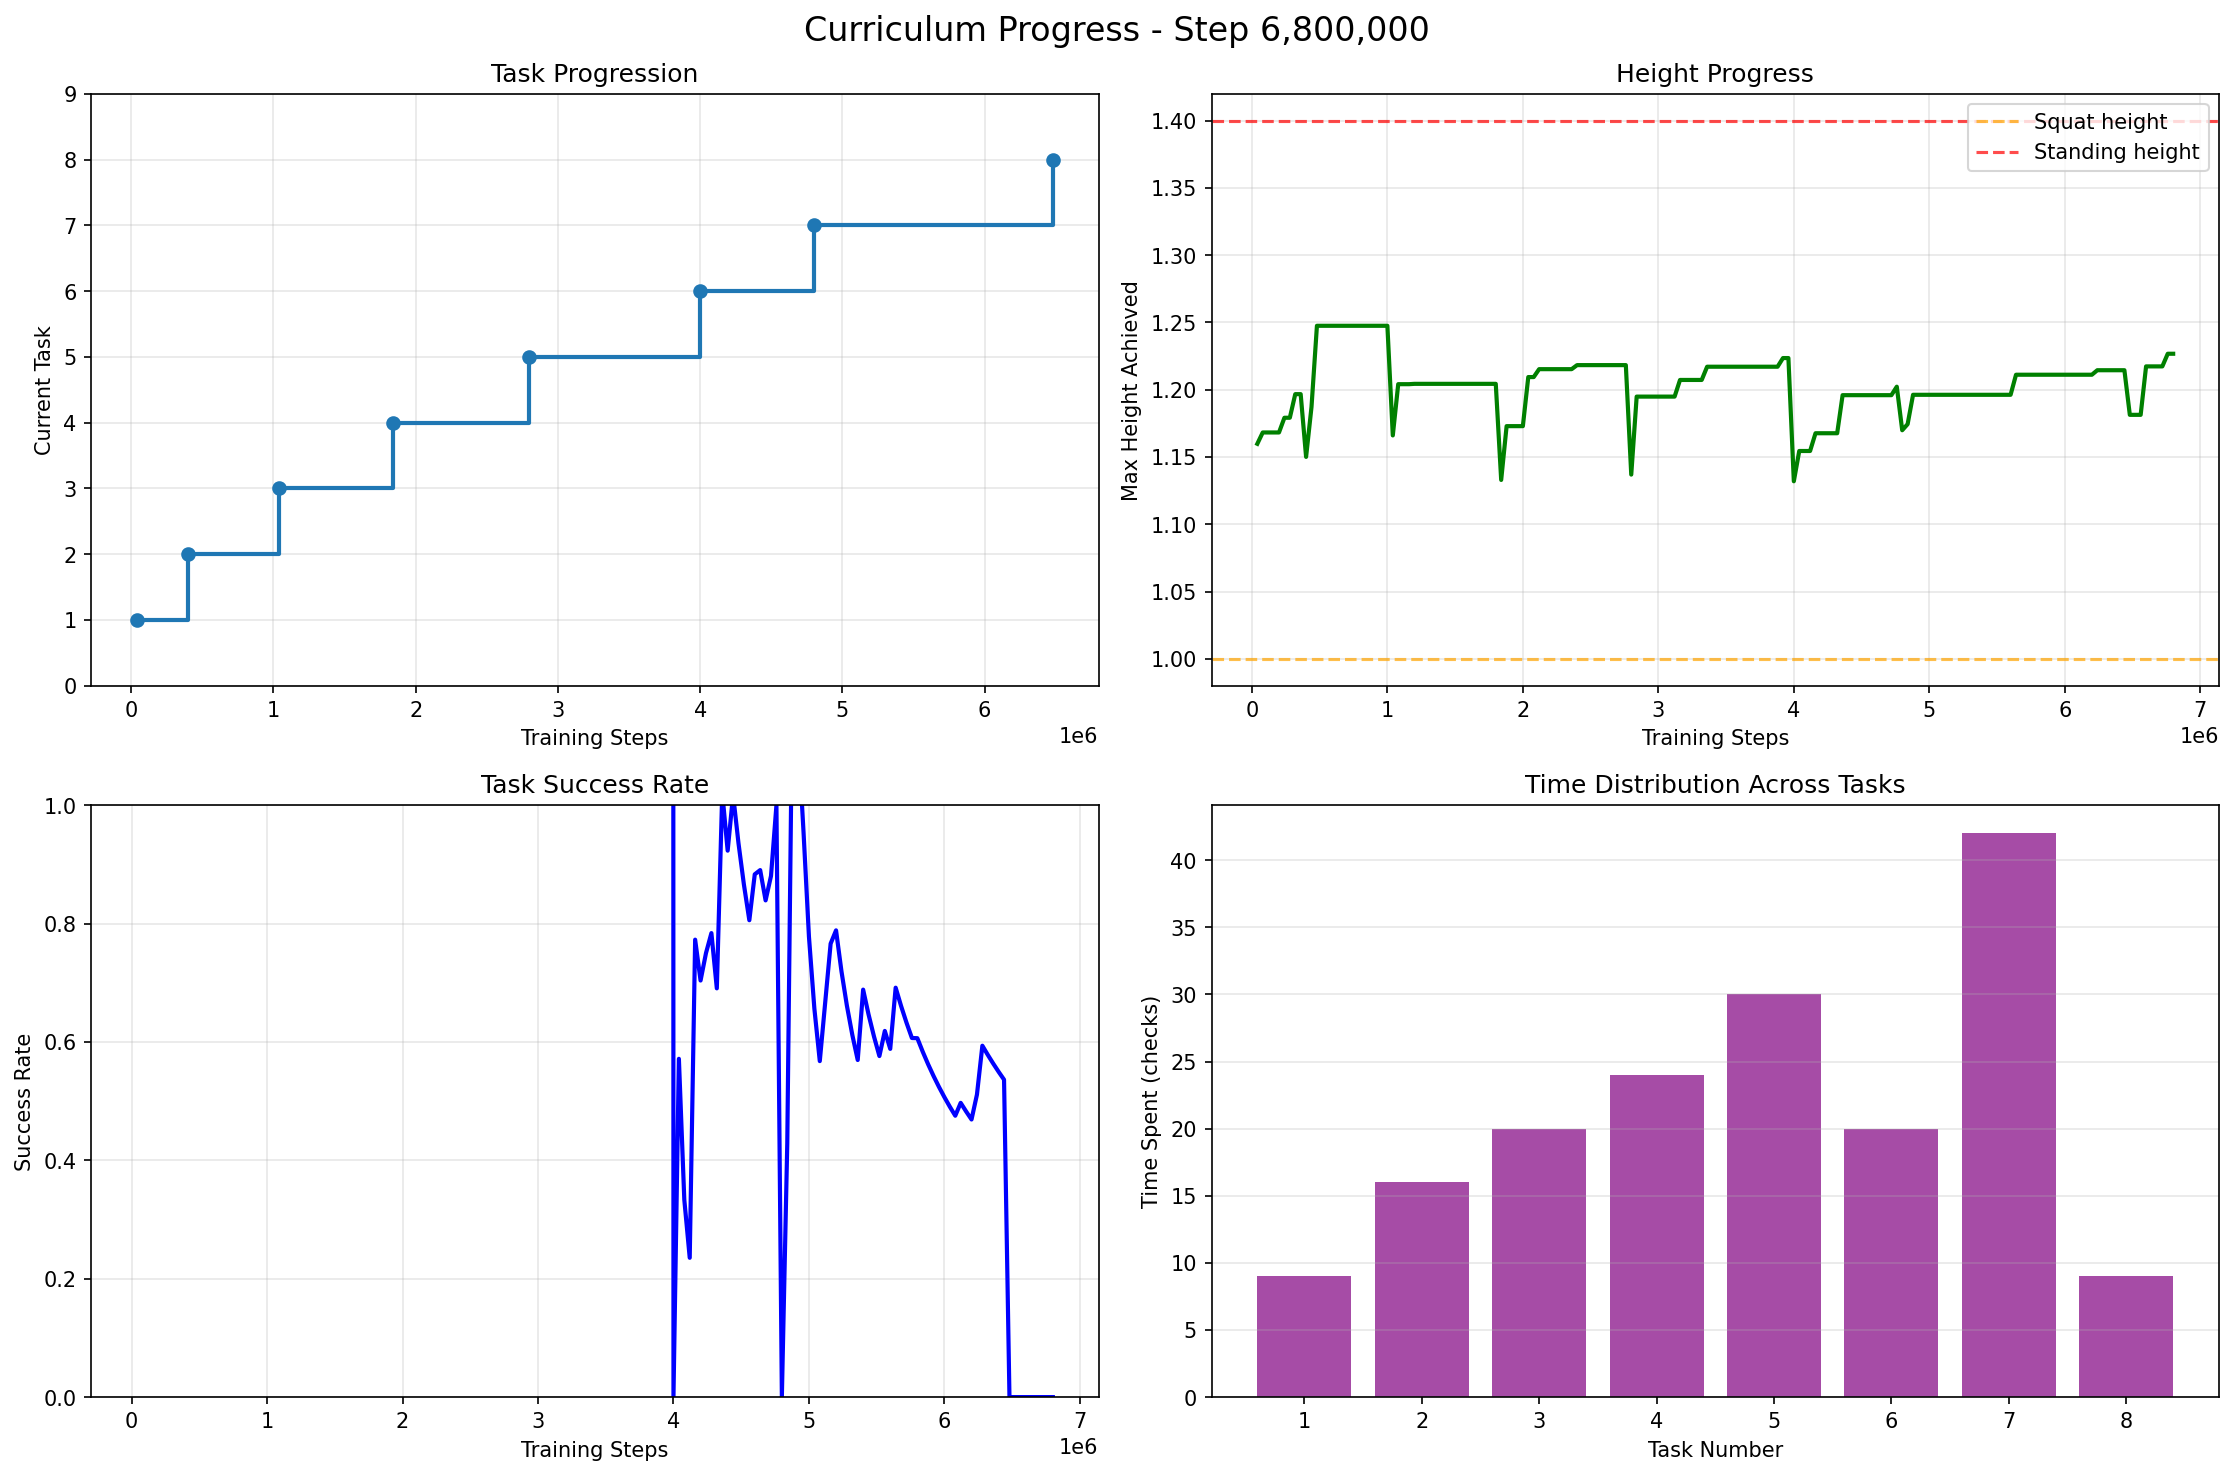 Curriculum Progress - Step 6,800,000
Task Progression
Current Task
9
8
7
6
5
4
3
2
1
0
0 1 2 3 4 5 6
1e6
Training Steps
Height Progress
Max Height Achieved
1.40
1.35
1.30
1.25
1.20
1.15
1.10
1.05
1.00
Squat height
Standing height
0 1 2 3 4 5 6 7
1e6
Training Steps
Task Success Rate
Success Rate
1.0
0.8
0.6
0.4
0.2
0.0
0 1 2 3 4 5 6 7
1e6
Training Steps
Time Distribution Across Tasks
Time Spent (checks)
40
35
30
25
20
15
10
5
0
1 2 3 4 5 6 7 8
Task Number